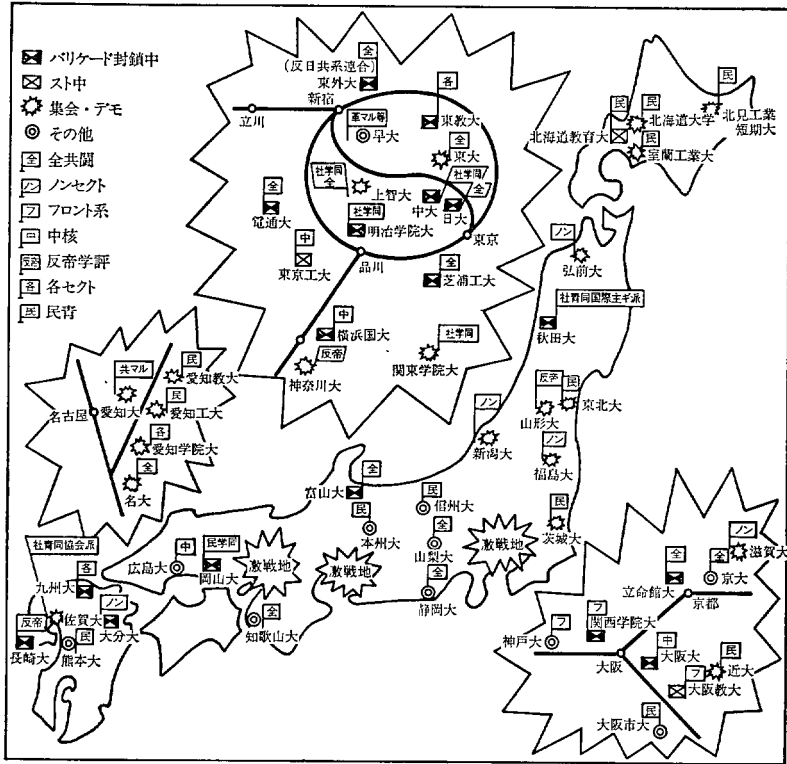 バリケード封鎖中
スト中
集会・デモ
その他
全 全共闘
ノン ノンセクト
フ フロント系
中 中核
反帝 反帝学評
各 各セクト
民 民青
全
(反日共系連合)
東外大
新宿
立川
革マル等
早大
各
東教大
全
東大
社学同
全
上智大
社学同
全
中大
日大
全
電通大
社学同
明治学院大
東京
品川
中
東京工大
全
芝浦工大
中
横浜国大
反帝
神奈川大
社学同
関東学院大
民
民
北海道大学
北海道教育大
民
北見工業
短期大
民
室蘭工業大
ノン
弘前大
社青同国際主ギ派
秋田大
反帝
山形大
民
京北大
ノン
新潟大
ノン
福島大
民
茨城大
共マル
愛知大
民
愛知教大
民
愛知工大
名古屋
各
愛知学院大
全
名大
全
富山大
民
本州大
民
信州大
全
山梨大
全
静岡大
激戦地
激戦地
激戦地
社青同協会派
各
九州大
中
広島大
民学同
岡山大
全
知歌山大
佐賀大
反帝
長崎大
民
熊本大
ノン
大分大
ノン
滋賀大
全
立命館大
全
京大
京都
フ
関西学院大
フ
神戸大
大阪
中
大阪大
民
近大
フ
大阪教大
民
大阪市大